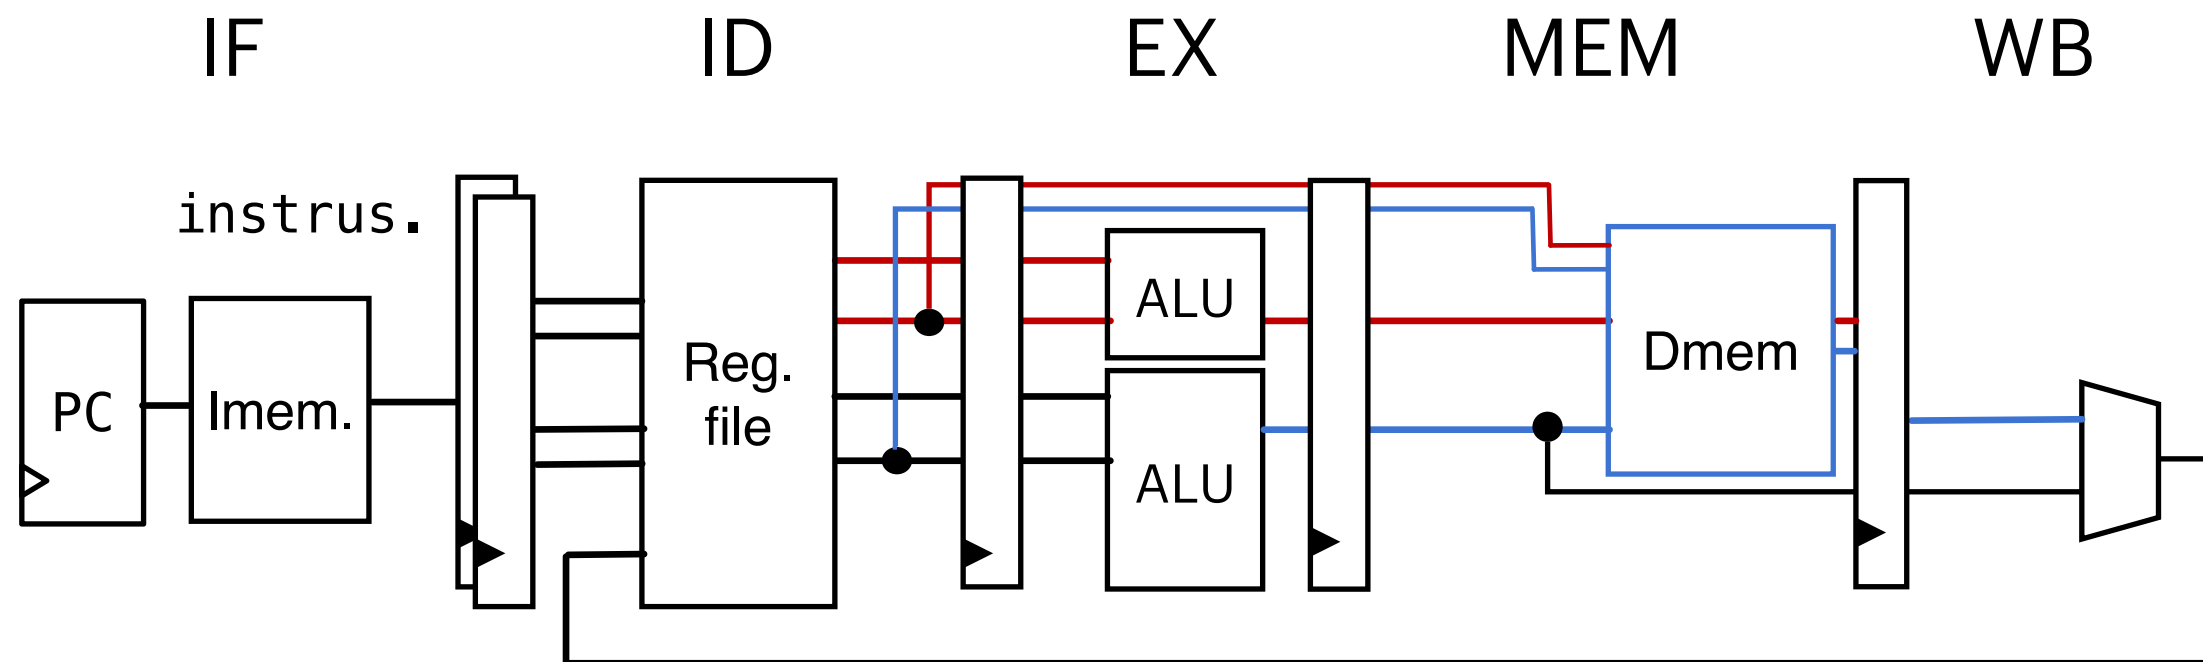 IF ID EX MEM WB
instrus.
PC
Imem.
Reg.
file
ALU
ALU
Dmem